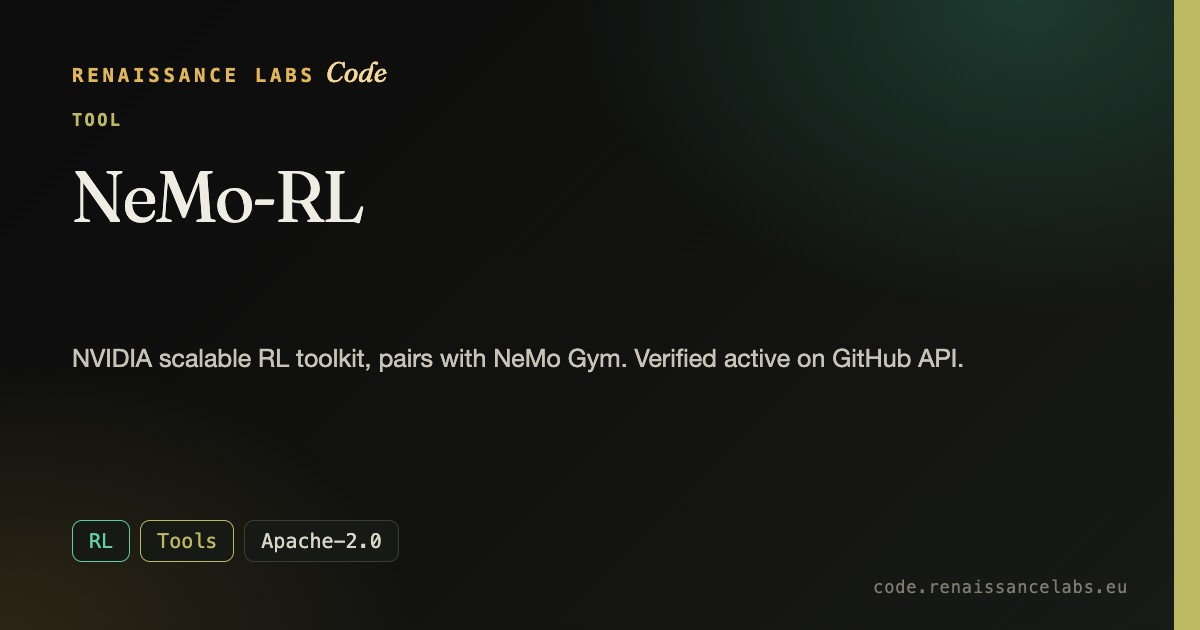 RENAISSANCE LABS Code
TOOL
NeMo-RL
NVIDIA scalable RL toolkit, pairs with NeMo Gym. Verified active on GitHub API.
RL Tools Apache-2.0
code.renaissancelabs.eu